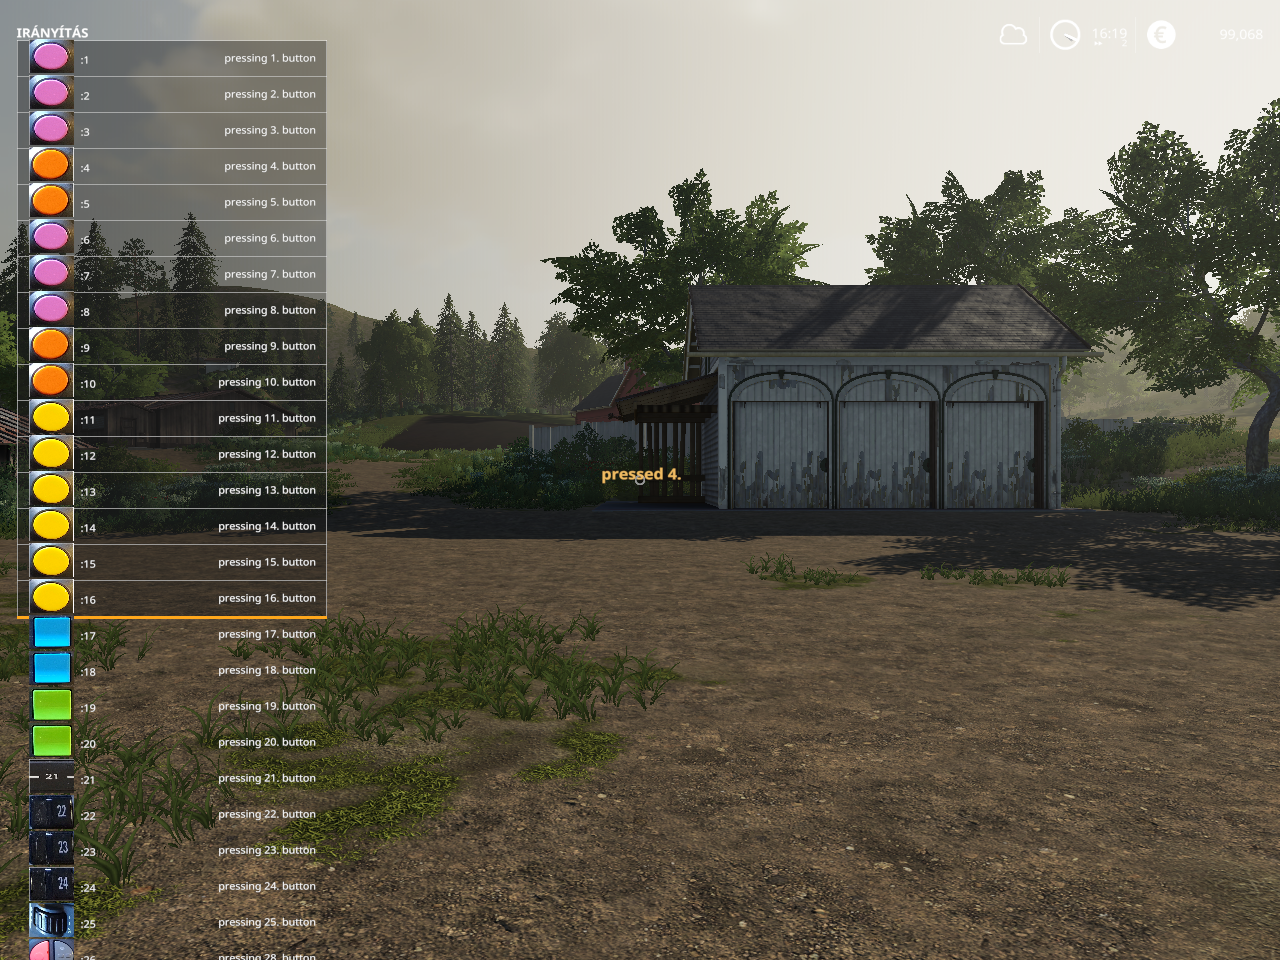 IRÁNYÍTÁS
16:19
€
99,068
:1 pressing 1. button
:2 pressing 2. button
:3 pressing 3. button
:4 pressing 4. button
:5 pressing 5. button
:6 pressing 6. button
:7 pressing 7. button
:8 pressing 8. button
:9 pressing 9. button
:10 pressing 10. button
:11 pressing 11. button
:12 pressing 12. button
pressed 4.
:13 pressing 13. button
:14 pressing 14. button
:15 pressing 15. button
:16 pressing 16. button
:17 pressing 17. button
:18 pressing 18. button
:19 pressing 19. button
:20 pressing 20. button
21 :21 pressing 21. button
22 :22 pressing 22. button
23 :23 pressing 23. button
24 :24 pressing 24. button
:25 pressing 25. button
:26 pressing 28. button